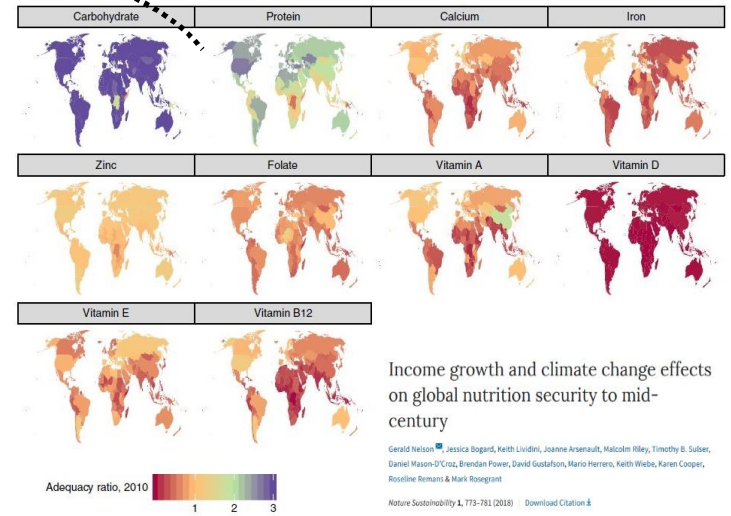 Carbohydrate
Protein
Calcium
Iron
Zinc
Folate
Vitamin A
Vitamin D
Vitamin E
Vitamin B12
Adequacy ratio, 2010
1 2 3
Income growth and climate change effects
on global nutrition security to mid-
century
Gerald Nelson, Jessica Bogard, Keith Lividini, Joanne Arsenault, Malcolm Riley, Timothy B. Sulser,
Daniel Mason-D'Croz, Brendan Power, David Gustafson, Mario Herrero, Keith Wiebe, Karen Cooper,
Roseline Remans & Mark Rosegrant
Nature Sustainability 1, 773–781 (2018) | Download Citation